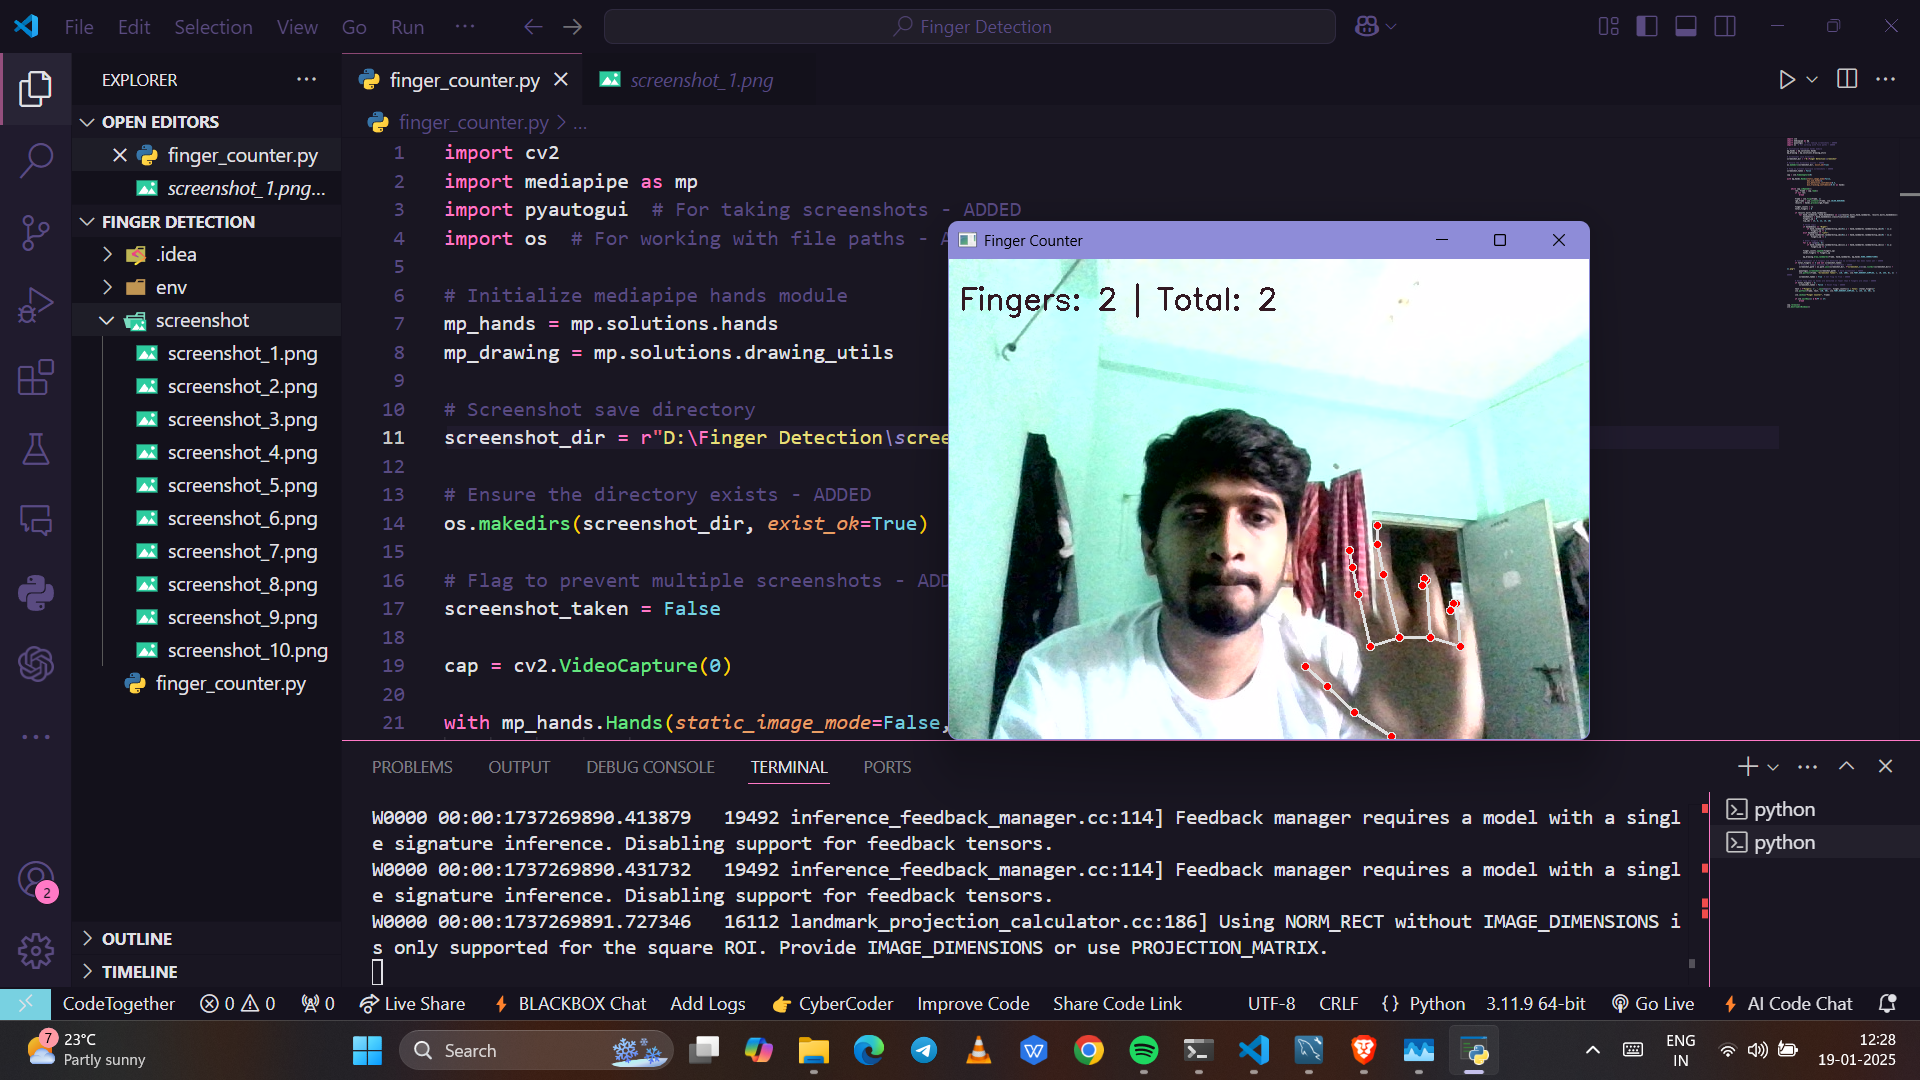 File Edit Selection View Go Run ...
Finger Detection
EXPLORER
OPEN EDITORS
finger_counter.py
screenshot_1.png...
FINGER DETECTION
.idea
env
screenshot
screenshot_1.png
screenshot_2.png
screenshot_3.png
screenshot_4.png
screenshot_5.png
screenshot_6.png
screenshot_7.png
screenshot_8.png
screenshot_9.png
screenshot_10.png
finger_counter.py
OUTLINE
TIMELINE
2
finger_counter.py
screenshot_1.png
finger_counter.py > ...
1 import cv2
2 import mediapipe as mp
3 import pyautogui # For taking screenshots - ADDED
4 import os # For working with file paths - A
5
6 # Initialize mediapipe hands module
7 mp_hands = mp.solutions.hands
8 mp_drawing = mp.solutions.drawing_utils
9
10 # Screenshot save directory
11 screenshot_dir = r"D:\Finger Detection\scree
12
13 # Ensure the directory exists - ADDED
14 os.makedirs(screenshot_dir, exist_ok=True)
15
16 # Flag to prevent multiple screenshots - ADD
17 screenshot_taken = False
18
19 cap = cv2.VideoCapture(0)
20
21 with mp_hands.Hands(static_image_mode=False,
Finger Counter
Fingers: 2 | Total: 2
PROBLEMS OUTPUT DEBUG CONSOLE TERMINAL PORTS
W0000 00:00:1737269890.413879 19492 inference_feedback_manager.cc:114] Feedback manager requires a model with a singl
e signature inference. Disabling support for feedback tensors.
W0000 00:00:1737269890.431732 19492 inference_feedback_manager.cc:114] Feedback manager requires a model with a singl
e signature inference. Disabling support for feedback tensors.
W0000 00:00:1737269891.727346 16112 landmark_projection_calculator.cc:186] Using NORM_RECT without IMAGE_DIMENSIONS i
s only supported for the square ROI. Provide IMAGE_DIMENSIONS or use PROJECTION_MATRIX.
python
python
CodeTogether 0 0 0 Live Share BLACKBOX Chat Add Logs CyberCoder Improve Code Share Code Link UTF-8 CRLF {} Python 3.11.9 64-bit Go Live AI Code Chat
7
23°C
Partly sunny
Search
ENG
IN
12:28
19-01-2025